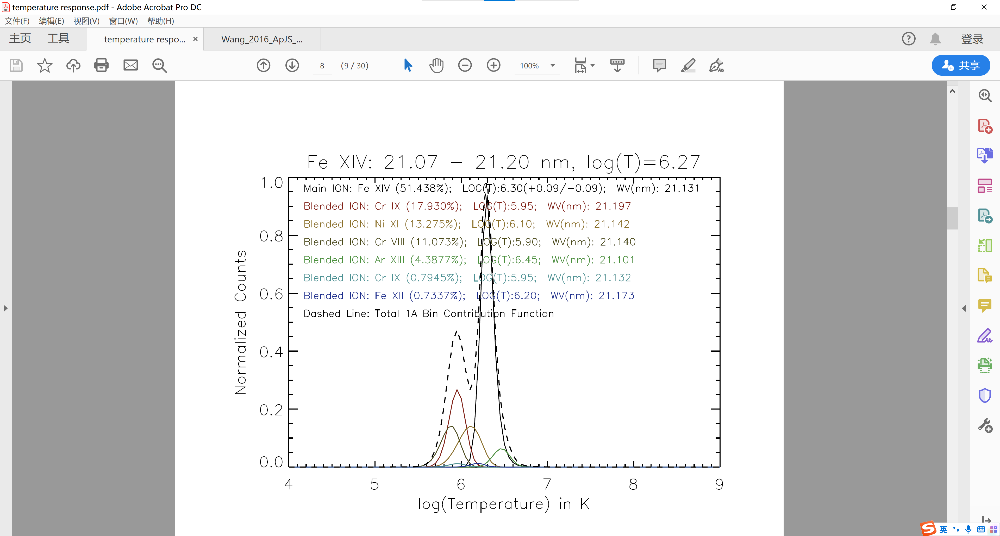 temperature response.pdf - Adobe Acrobat Pro DC
文件(F) 编辑(E) 视图(V) 窗口(W) 帮助(H)
主页 工具 temperature respo... × Wang_2016_ApJS_... 登录
8 (9 / 30) 100% 共享
Fe XIV: 21.07 – 21.20 nm, log(T)=6.27
Main ION: Fe XIV (51.438%); LOG(T):6.30(+0.09/−0.09); WV(nm): 21.131
Blended ION: Cr IX (17.930%); LOG(T):5.95; WV(nm): 21.197
Blended ION: Ni XI (13.275%); LOG(T):6.10; WV(nm): 21.142
Blended ION: Cr VIII (11.073%); LOG(T):5.90; WV(nm): 21.140
Blended ION: Ar XIII (4.3877%); LOG(T):6.45; WV(nm): 21.101
Blended ION: Cr IX (0.7945%); LOG(T):5.95; WV(nm): 21.132
Blended ION: Fe XII (0.7337%); LOG(T):6.20; WV(nm): 21.173
Dashed Line: Total 1A Bin Contribution Function
Normalized Counts
1.0
0.8
0.6
0.4
0.2
0.0
4 5 6 7 8 9
log(Temperature) in K
英